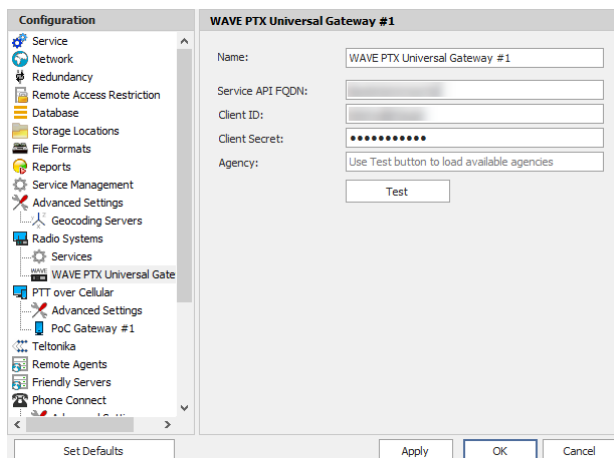 Configuration
Service
Network
Redundancy
Remote Access Restriction
Database
Storage Locations
File Formats
Reports
Service Management
Advanced Settings
Geocoding Servers
Radio Systems
Services
WAVE PTX Universal Gate
PTT over Cellular
Advanced Settings
PoC Gateway #1
Teltonika
Remote Agents
Friendly Servers
Phone Connect
Set Defaults
WAVE PTX Universal Gateway #1
Name: WAVE PTX Universal Gateway #1
Service API FQDN:
Client ID:
Client Secret: ●●●●●●●●●●●
Agency: Use Test button to load available agencies
Test
Apply OK Cancel